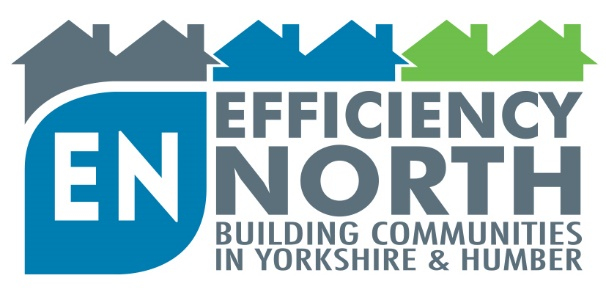 EN
EFFICIENCY
NORTH
BUILDING COMMUNITIES
IN YORKSHIRE & HUMBER